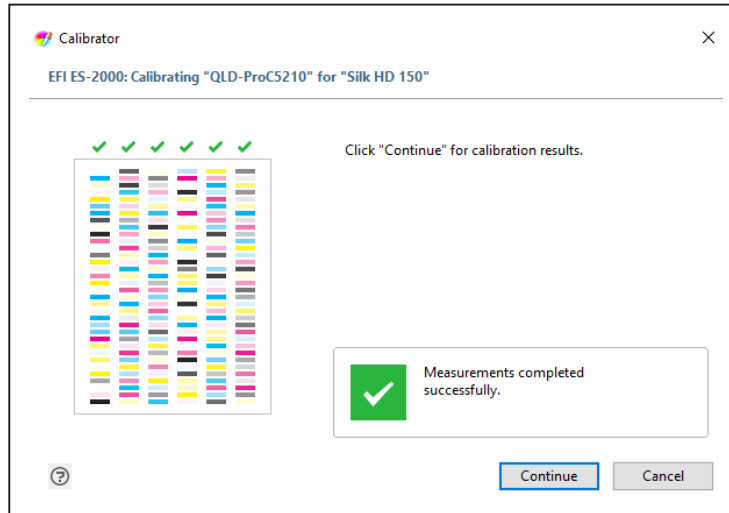 Calibrator
EFI ES-2000: Calibrating "QLD-ProC5210" for "Silk HD 150"
Click "Continue" for calibration results.
Measurements completed
successfully.
Continue
Cancel